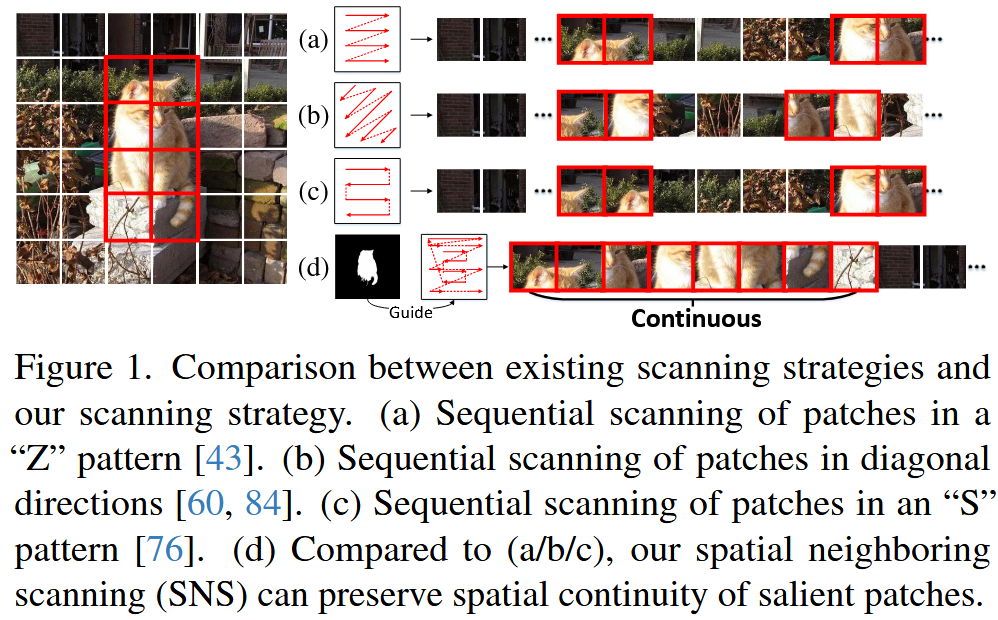 (a)
...
...
(b)
...
...
(c)
...
...
(d)
...
Guide
Continuous
Figure 1. Comparison between existing scanning strategies and
our scanning strategy. (a) Sequential scanning of patches in a
“Z” pattern [43]. (b) Sequential scanning of patches in diagonal
directions [60, 84]. (c) Sequential scanning of patches in an “S”
pattern [76]. (d) Compared to (a/b/c), our spatial neighboring
scanning (SNS) can preserve spatial continuity of salient patches.